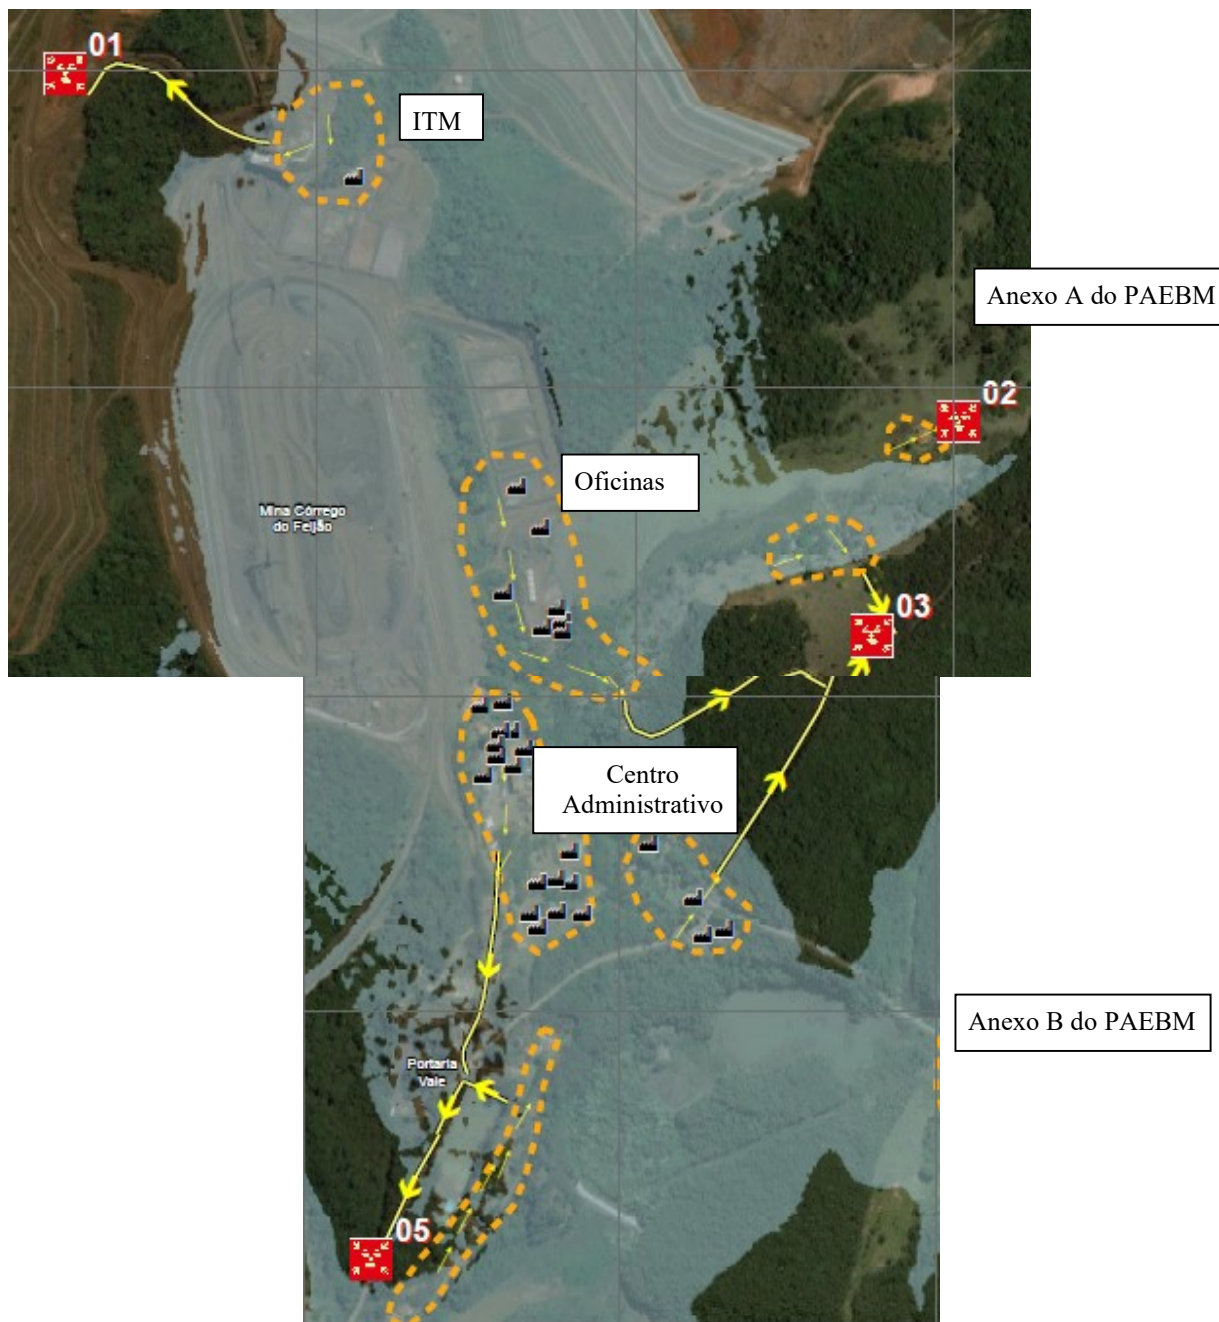 01
ITM
Anexo A do PAEBM
02
Oficinas
Mina Córrego
do Feijão
03
Centro
Administrativo
Anexo B do PAEBM
Portaria
Vale
05